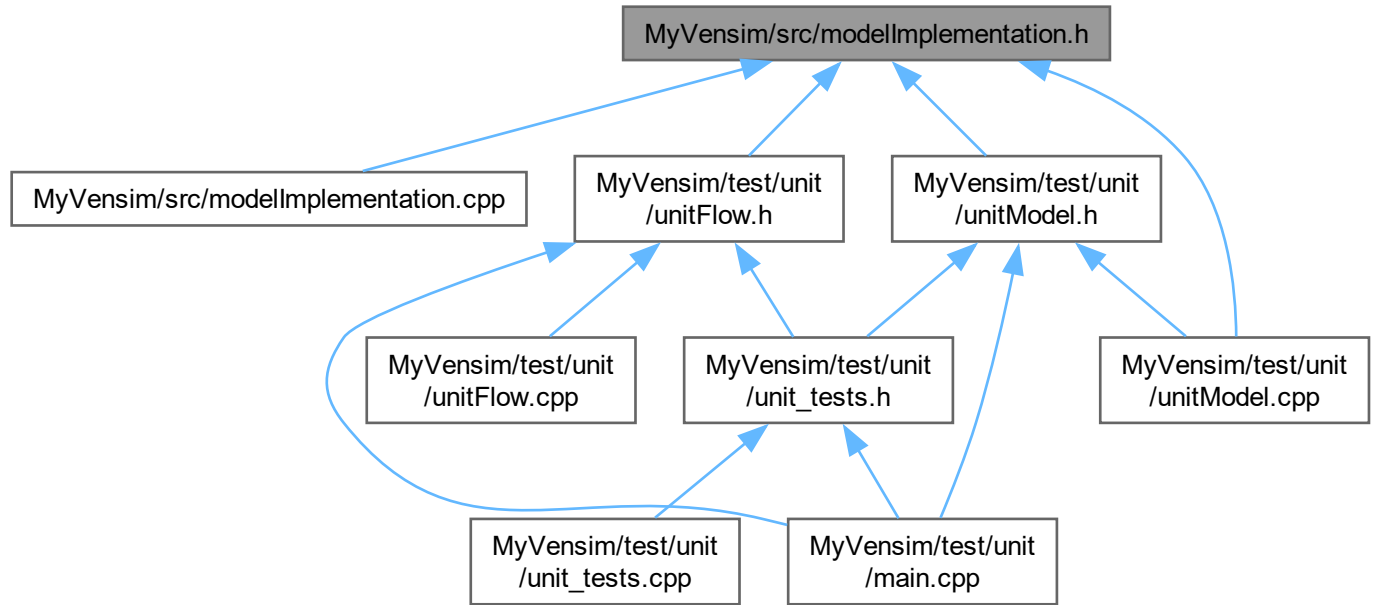 MyVensim/src/modelImplementation.h
MyVensim/src/modelImplementation.cpp
MyVensim/test/unit
/unitFlow.h
MyVensim/test/unit
/unitModel.h
MyVensim/test/unit
/unitFlow.cpp
MyVensim/test/unit
/unit_tests.h
MyVensim/test/unit
/unitModel.cpp
MyVensim/test/unit
/unit_tests.cpp
MyVensim/test/unit
/main.cpp